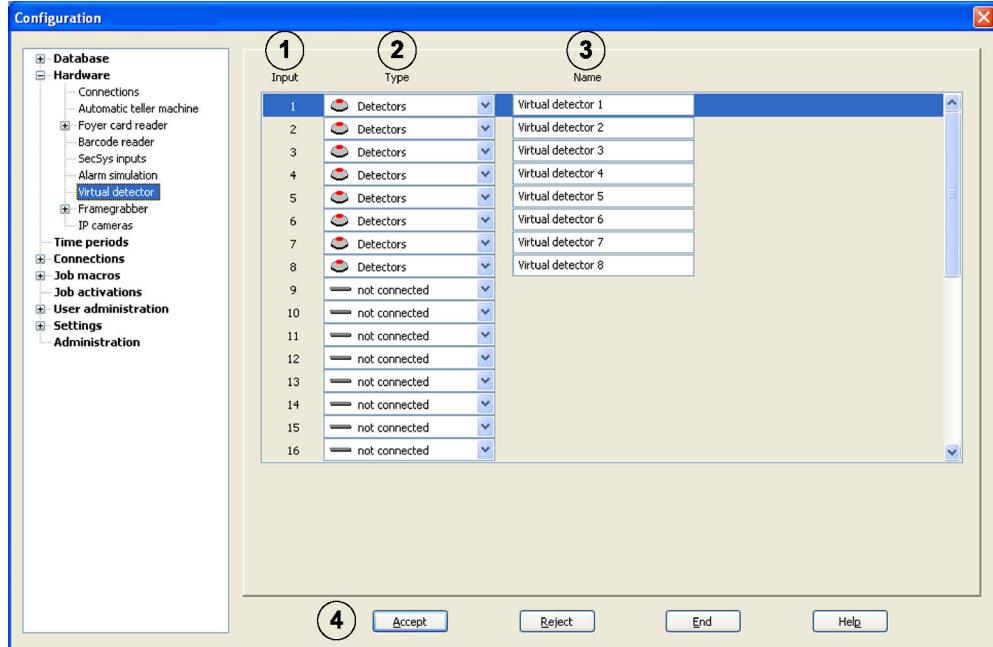 Configuration
1 2 3
Input Type Name
Database
Hardware
Connections
Automatic teller machine
Foyer card reader
Barcode reader
SecSys inputs
Alarm simulation
Virtual detector
Framegrabber
IP cameras
Time periods
Connections
Job macros
Job activations
User administration
Settings
Administration
1 Detectors Virtual detector 1
2 Detectors Virtual detector 2
3 Detectors Virtual detector 3
4 Detectors Virtual detector 4
5 Detectors Virtual detector 5
6 Detectors Virtual detector 6
7 Detectors Virtual detector 7
8 Detectors Virtual detector 8
9 not connected
10 not connected
11 not connected
12 not connected
13 not connected
14 not connected
15 not connected
16 not connected
4 Accept Reject End Help